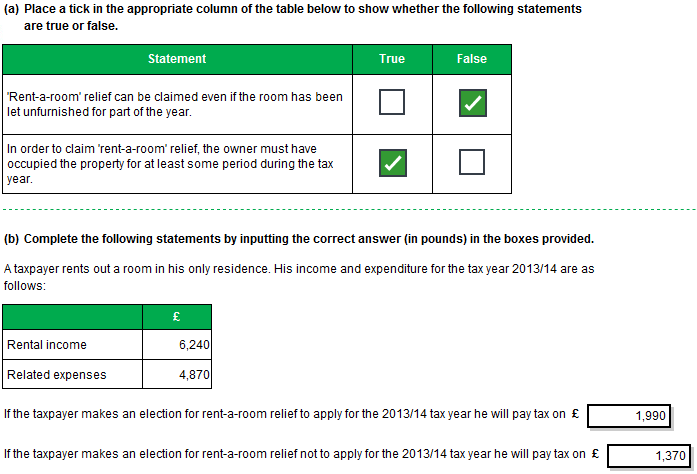 (a) Place a tick in the appropriate column of the table below to show whether the following statements
are true or false.
Statement True False
'Rent-a-room' relief can be claimed even if the room has been
let unfurnished for part of the year.
In order to claim 'rent-a-room' relief, the owner must have
occupied the property for at least some period during the tax
year.
(b) Complete the following statements by inputting the correct answer (in pounds) in the boxes provided.
A taxpayer rents out a room in his only residence. His income and expenditure for the tax year 2013/14 are as
follows:
£
Rental income 6,240
Related expenses 4,870
If the taxpayer makes an election for rent-a-room relief to apply for the 2013/14 tax year he will pay tax on £ 1,990
If the taxpayer makes an election for rent-a-room relief not to apply for the 2013/14 tax year he will pay tax on £ 1,370